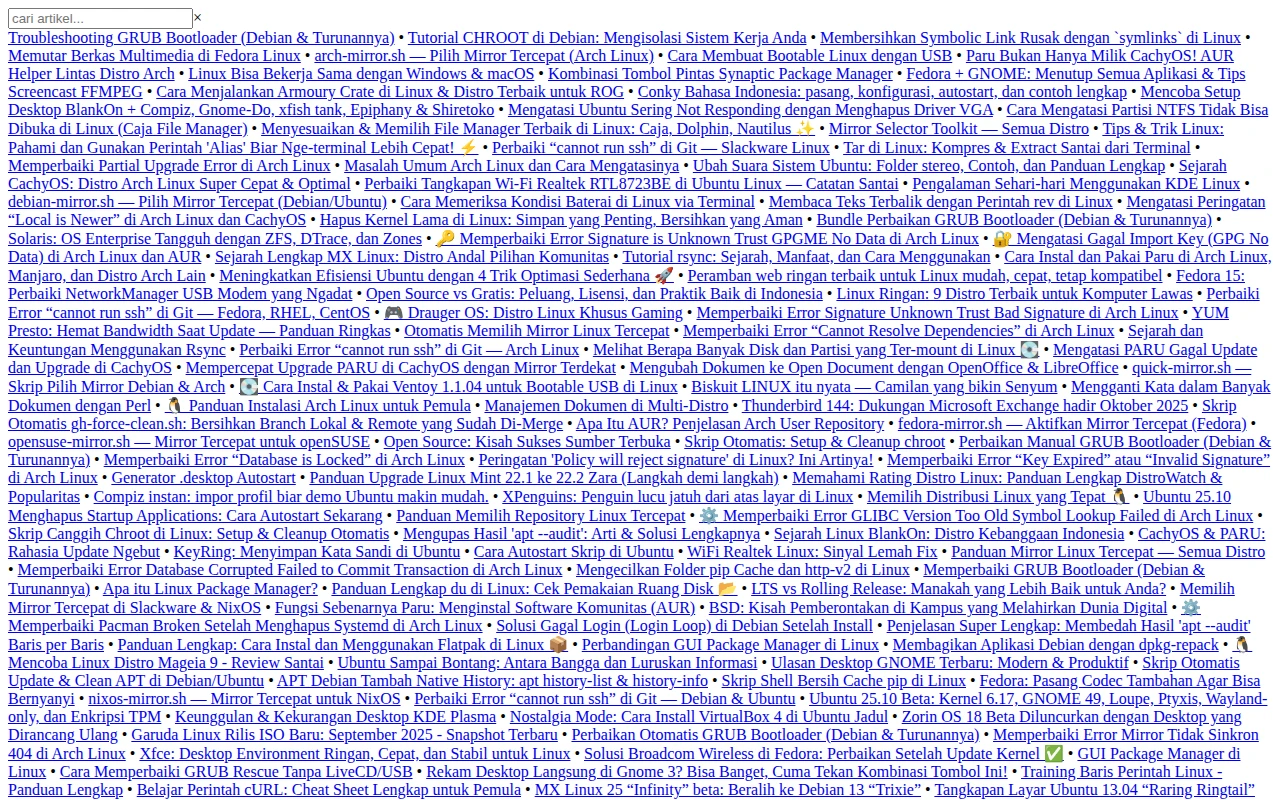 cari artikel... ×
Troubleshooting GRUB Bootloader (Debian & Turunannya) • Tutorial CHROOT di Debian: Mengisolasi Sistem Kerja Anda • Membersihkan Symbolic Link Rusak dengan `symlinks` di Linux •
Memutar Berkas Multimedia di Fedora Linux • arch-mirror.sh — Pilih Mirror Tercepat (Arch Linux) • Cara Membuat Bootable Linux dengan USB • Paru Bukan Hanya Milik CachyOS! AUR
Helper Lintas Distro Arch • Linux Bisa Bekerja Sama dengan Windows & macOS • Kombinasi Tombol Pintas Synaptic Package Manager • Fedora + GNOME: Menutup Semua Aplikasi & Tips
Screencast FFMPEG • Cara Menjalankan Armoury Crate di Linux & Distro Terbaik untuk ROG • Conky Bahasa Indonesia: pasang, konfigurasi, autostart, dan contoh lengkap • Mencoba Setup
Desktop BlankOn + Compiz, Gnome-Do, xfish tank, Epiphany & Shiretoko • Mengatasi Ubuntu Sering Not Responding dengan Menghapus Driver VGA • Cara Mengatasi Partisi NTFS Tidak Bisa
Dibuka di Linux (Caja File Manager) • Menyesuaikan & Memilih File Manager Terbaik di Linux: Caja, Dolphin, Nautilus ✨ • Mirror Selector Toolkit — Semua Distro • Tips & Trik Linux:
Pahami dan Gunakan Perintah 'Alias' Biar Nge-terminal Lebih Cepat! ⚡ • Perbaiki “cannot run ssh” di Git — Slackware Linux • Tar di Linux: Kompres & Extract Santai dari Terminal •
Memperbaiki Partial Upgrade Error di Arch Linux • Masalah Umum Arch Linux dan Cara Mengatasinya • Ubah Suara Sistem Ubuntu: Folder stereo, Contoh, dan Panduan Lengkap • Sejarah
CachyOS: Distro Arch Linux Super Cepat & Optimal • Perbaiki Tangkapan Wi-Fi Realtek RTL8723BE di Ubuntu Linux — Catatan Santai • Pengalaman Sehari-hari Menggunakan KDE Linux •
debian-mirror.sh — Pilih Mirror Tercepat (Debian/Ubuntu) • Cara Memeriksa Kondisi Baterai di Linux via Terminal • Membaca Teks Terbalik dengan Perintah rev di Linux • Mengatasi Peringatan
“Local is Newer” di Arch Linux dan CachyOS • Hapus Kernel Lama di Linux: Simpan yang Penting, Bersihkan yang Aman • Bundle Perbaikan GRUB Bootloader (Debian & Turunannya) •
Solaris: OS Enterprise Tangguh dengan ZFS, DTrace, dan Zones • 🔑 Memperbaiki Error Signature is Unknown Trust GPGME No Data di Arch Linux • 🔐 Mengatasi Gagal Import Key (GPG No
Data) di Arch Linux dan AUR • Sejarah Lengkap MX Linux: Distro Andal Pilihan Komunitas • Tutorial rsync: Sejarah, Manfaat, dan Cara Menggunakan • Cara Instal dan Pakai Paru di Arch Linux,
Manjaro, dan Distro Arch Lain • Meningkatkan Efisiensi Ubuntu dengan 4 Trik Optimasi Sederhana 🚀 • Peramban web ringan terbaik untuk Linux mudah, cepat, tetap kompatibel • Fedora 15:
Perbaiki NetworkManager USB Modem yang Ngadat • Open Source vs Gratis: Peluang, Lisensi, dan Praktik Baik di Indonesia • Linux Ringan: 9 Distro Terbaik untuk Komputer Lawas • Perbaiki
Error “cannot run ssh” di Git — Fedora, RHEL, CentOS • 🎮 Drauger OS: Distro Linux Khusus Gaming • Memperbaiki Error Signature Unknown Trust Bad Signature di Arch Linux • YUM
Presto: Hemat Bandwidth Saat Update — Panduan Ringkas • Otomatis Memilih Mirror Linux Tercepat • Memperbaiki Error “Cannot Resolve Dependencies” di Arch Linux • Sejarah dan
Keuntungan Menggunakan Rsync • Perbaiki Error “cannot run ssh” di Git — Arch Linux • Melihat Berapa Banyak Disk dan Partisi yang Ter-mount di Linux 💽 • Mengatasi PARU Gagal Update
dan Upgrade di CachyOS • Mempercepat Upgrade PARU di CachyOS dengan Mirror Terdekat • Mengubah Dokumen ke Open Document dengan OpenOffice & LibreOffice • quick-mirror.sh —
Skrip Pilih Mirror Debian & Arch • 💽 Cara Instal & Pakai Ventoy 1.1.04 untuk Bootable USB di Linux • Biskuit LINUX itu nyata — Camilan yang bikin Senyum • Mengganti Kata dalam Banyak
Dokumen dengan Perl • 🐧 Panduan Instalasi Arch Linux untuk Pemula • Manajemen Dokumen di Multi-Distro • Thunderbird 144: Dukungan Microsoft Exchange hadir Oktober 2025 • Skrip
Otomatis gh-force-clean.sh: Bersihkan Branch Lokal & Remote yang Sudah Di-Merge • Apa Itu AUR? Penjelasan Arch User Repository • fedora-mirror.sh — Aktifkan Mirror Tercepat (Fedora) •
opensuse-mirror.sh — Mirror Tercepat untuk openSUSE • Open Source: Kisah Sukses Sumber Terbuka • Skrip Otomatis: Setup & Cleanup chroot • Perbaikan Manual GRUB Bootloader (Debian &
Turunannya) • Memperbaiki Error “Database is Locked” di Arch Linux • Peringatan 'Policy will reject signature' di Linux? Ini Artinya! • Memperbaiki Error “Key Expired” atau “Invalid Signature”
di Arch Linux • Generator .desktop Autostart • Panduan Upgrade Linux Mint 22.1 ke 22.2 Zara (Langkah demi langkah) • Memahami Rating Distro Linux: Panduan Lengkap DistroWatch &
Popularitas • Compiz instan: impor profil biar demo Ubuntu makin mudah. • XPenguins: Penguin lucu jatuh dari atas layar di Linux • Memilih Distribusi Linux yang Tepat 🐧 • Ubuntu 25.10
Menghapus Startup Applications: Cara Autostart Sekarang • Panduan Memilih Repository Linux Tercepat • ⚙️ Memperbaiki Error GLIBC Version Too Old Symbol Lookup Failed di Arch Linux •
Skrip Canggih Chroot di Linux: Setup & Cleanup Otomatis • Mengupas Hasil 'apt --audit': Arti & Solusi Lengkapnya • Sejarah Linux BlankOn: Distro Kebanggaan Indonesia • CachyOS & PARU:
Rahasia Update Ngebut • KeyRing: Menyimpan Kata Sandi di Ubuntu • Cara Autostart Skrip di Ubuntu • WiFi Realtek Linux: Sinyal Lemah Fix • Panduan Mirror Linux Tercepat — Semua Distro
• Memperbaiki Error Database Corrupted Failed to Commit Transaction di Arch Linux • Mengecilkan Folder pip Cache dan http-v2 di Linux • Memperbaiki GRUB Bootloader (Debian &
Turunannya) • Apa itu Linux Package Manager? • Panduan Lengkap du di Linux: Cek Pemakaian Ruang Disk 📂 • LTS vs Rolling Release: Manakah yang Lebih Baik untuk Anda? • Memilih
Mirror Tercepat di Slackware & NixOS • Fungsi Sebenarnya Paru: Menginstal Software Komunitas (AUR) • BSD: Kisah Pemberontakan di Kampus yang Melahirkan Dunia Digital • ⚙️
Memperbaiki Pacman Broken Setelah Menghapus Systemd di Arch Linux • Solusi Gagal Login (Login Loop) di Debian Setelah Install • Penjelasan Super Lengkap: Membedah Hasil 'apt --audit'
Baris per Baris • Panduan Lengkap: Cara Instal dan Menggunakan Flatpak di Linux 📦 • Perbandingan GUI Package Manager di Linux • Membagikan Aplikasi Debian dengan dpkg-repack • 🐧
Mencoba Linux Distro Mageia 9 - Review Santai • Ubuntu Sampai Bontang: Antara Bangga dan Luruskan Informasi • Ulasan Desktop GNOME Terbaru: Modern & Produktif • Skrip Otomatis
Update & Clean APT di Debian/Ubuntu • APT Debian Tambah Native History: apt history-list & history-info • Skrip Shell Bersih Cache pip di Linux • Fedora: Pasang Codec Tambahan Agar Bisa
Bernyanyi • nixos-mirror.sh — Mirror Tercepat untuk NixOS • Perbaiki Error “cannot run ssh” di Git — Debian & Ubuntu • Ubuntu 25.10 Beta: Kernel 6.17, GNOME 49, Loupe, Ptyxis, Wayland-
only, dan Enkripsi TPM • Keunggulan & Kekurangan Desktop KDE Plasma • Nostalgia Mode: Cara Install VirtualBox 4 di Ubuntu Jadul • Zorin OS 18 Beta Diluncurkan dengan Desktop yang
Dirancang Ulang • Garuda Linux Rilis ISO Baru: September 2025 - Snapshot Terbaru • Perbaikan Otomatis GRUB Bootloader (Debian & Turunannya) • Memperbaiki Error Mirror Tidak Sinkron
404 di Arch Linux • Xfce: Desktop Environment Ringan, Cepat, dan Stabil untuk Linux • Solusi Broadcom Wireless di Fedora: Perbaikan Setelah Update Kernel ✅ • GUI Package Manager di
Linux • Cara Memperbaiki GRUB Rescue Tanpa LiveCD/USB • Rekam Desktop Langsung di Gnome 3? Bisa Banget, Cuma Tekan Kombinasi Tombol Ini! • Training Baris Perintah Linux -
Panduan Lengkap • Belajar Perintah cURL: Cheat Sheet Lengkap untuk Pemula • MX Linux 25 “Infinity” beta: Beralih ke Debian 13 “Trixie” • Tangkapan Layar Ubuntu 13.04 “Raring Ringtail”